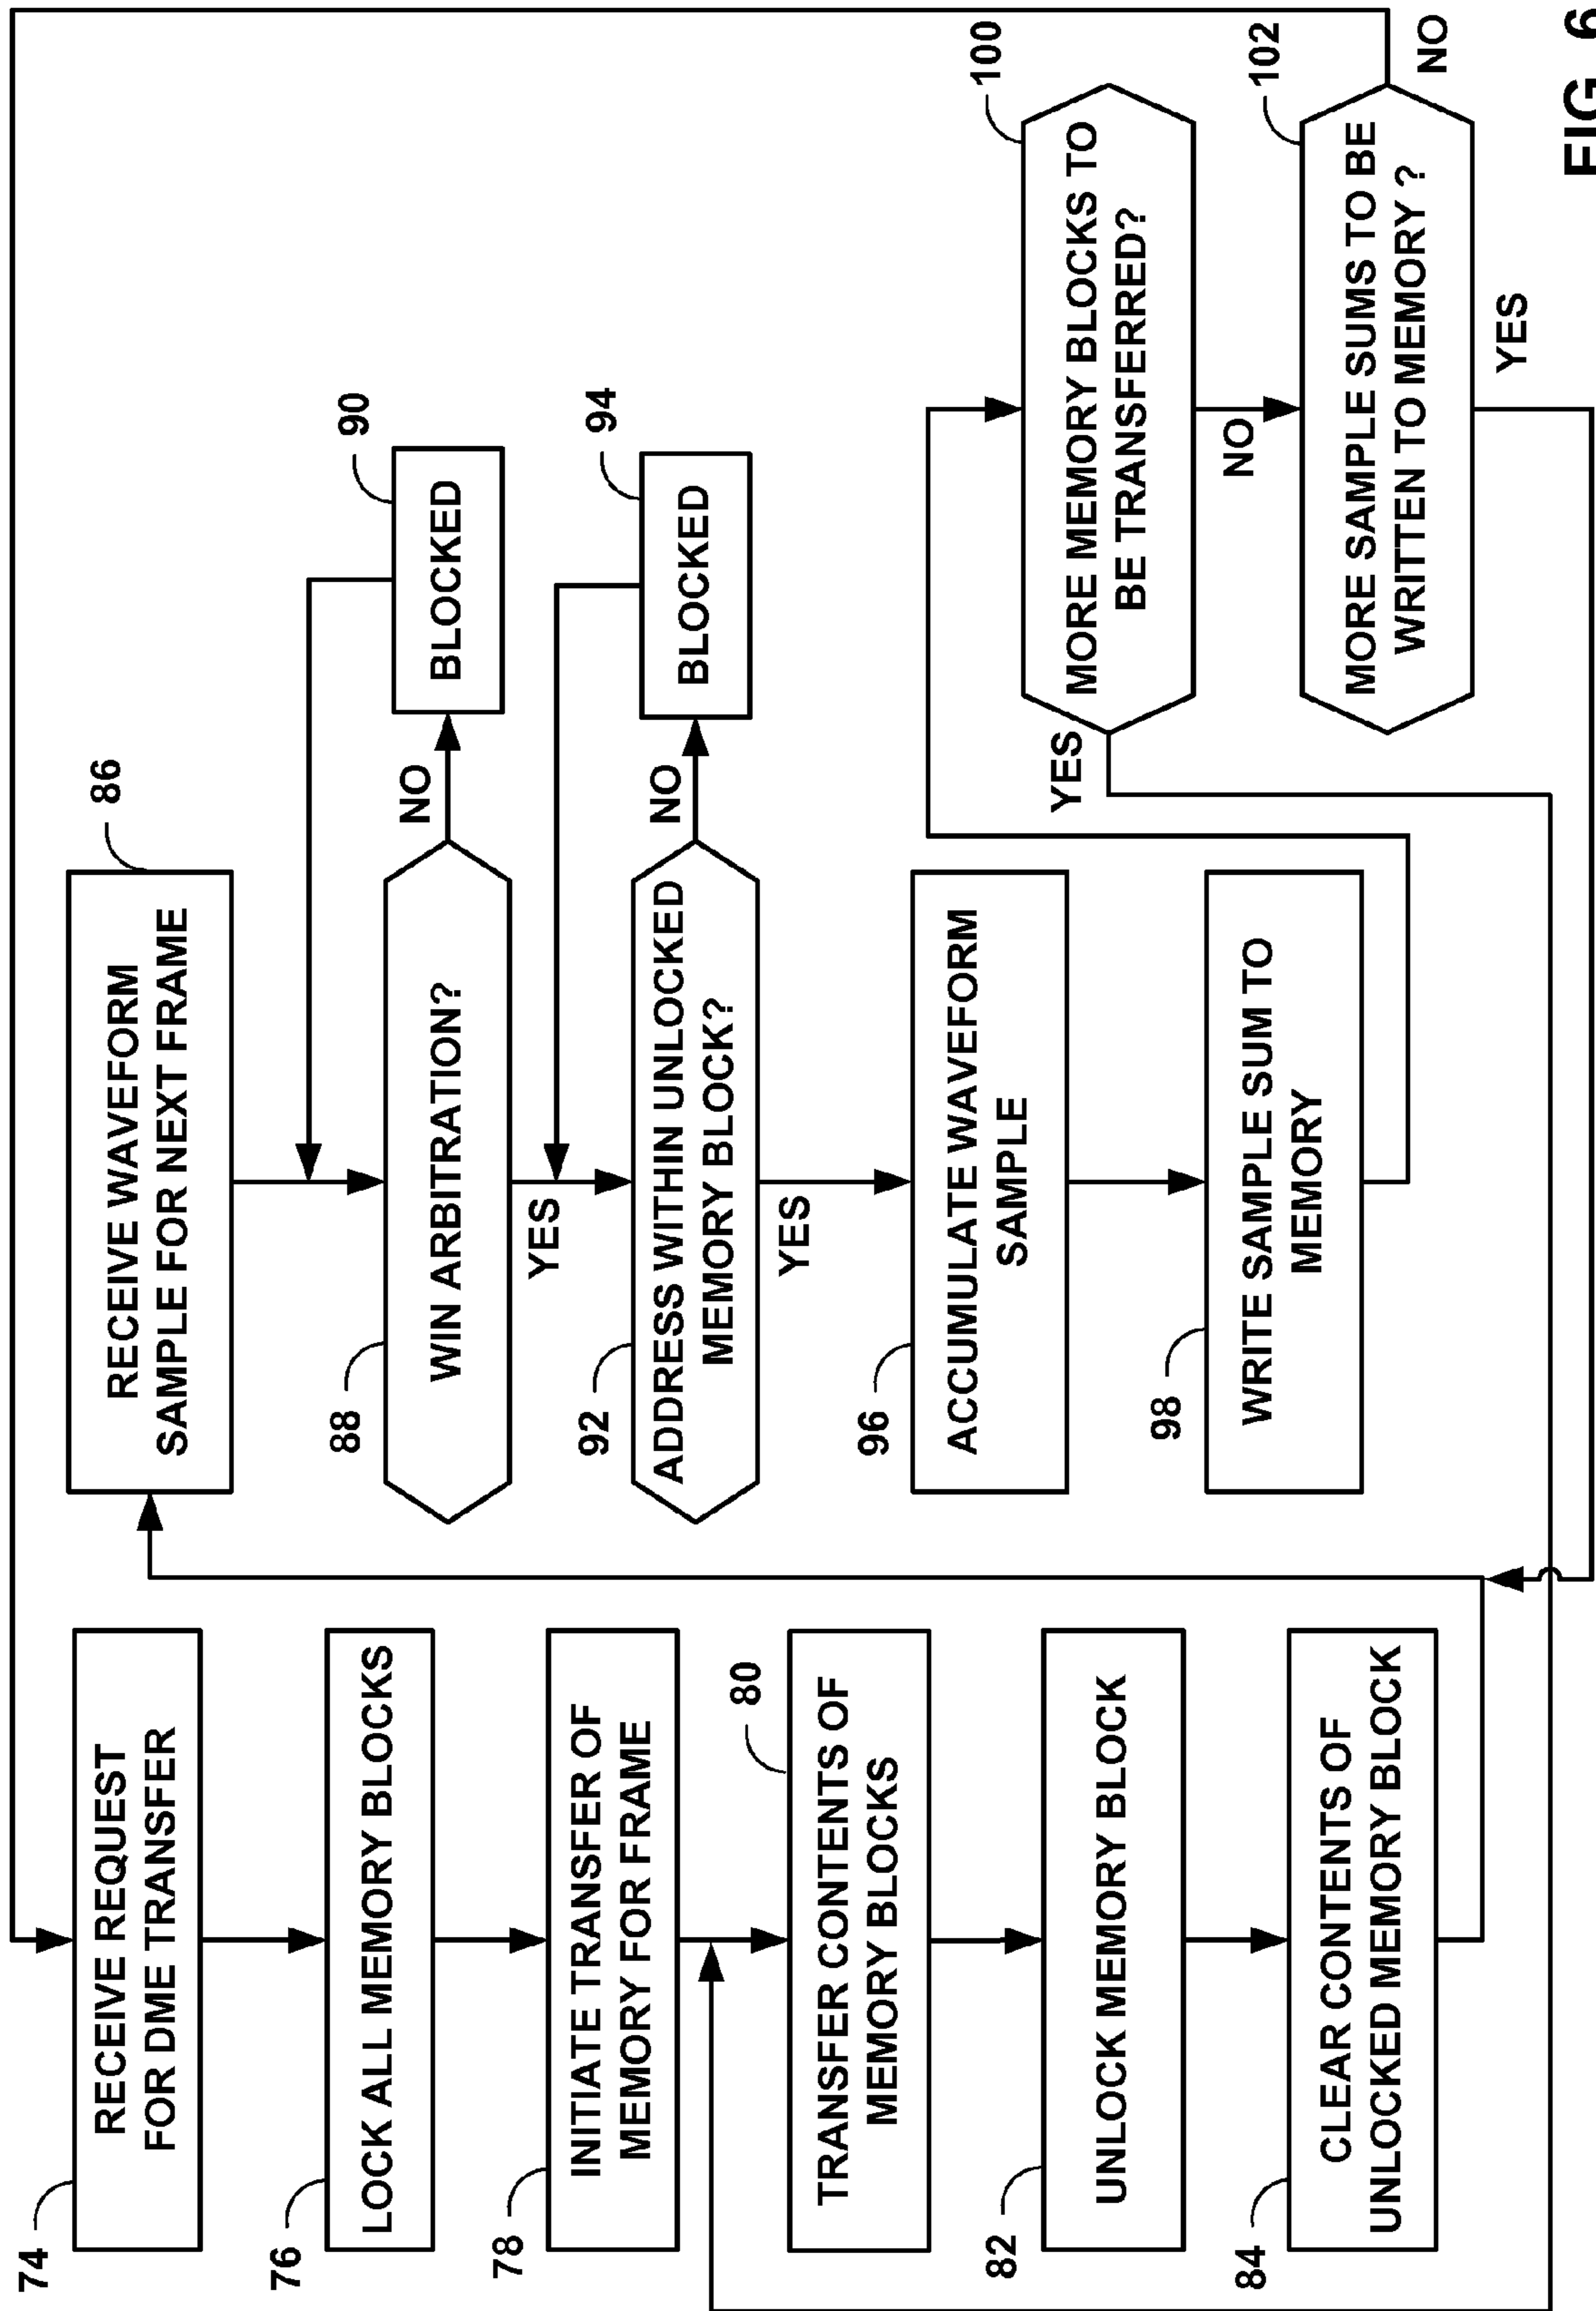 74
RECEIVE REQUEST
FOR DME TRANSFER
76
LOCK ALL MEMORY BLOCKS
78
INITIATE TRANSFER OF
MEMORY FOR FRAME
80
TRANSFER CONTENTS OF
MEMORY BLOCKS
82
UNLOCK MEMORY BLOCK
84
CLEAR CONTENTS OF
UNLOCKED MEMORY BLOCK
86
RECEIVE WAVEFORM
SAMPLE FOR NEXT FRAME
88
WIN ARBITRATION?
NO
90
BLOCKED
YES
92
ADDRESS WITHIN UNLOCKED
MEMORY BLOCK?
NO
94
BLOCKED
YES
96
ACCUMULATE WAVEFORM
SAMPLE
98
WRITE SAMPLE SUM TO
MEMORY
100
MORE MEMORY BLOCKS TO
BE TRANSFERRED?
YES
NO
102
MORE SAMPLE SUMS TO BE
WRITTEN TO MEMORY ?
NO
YES
FIG 6